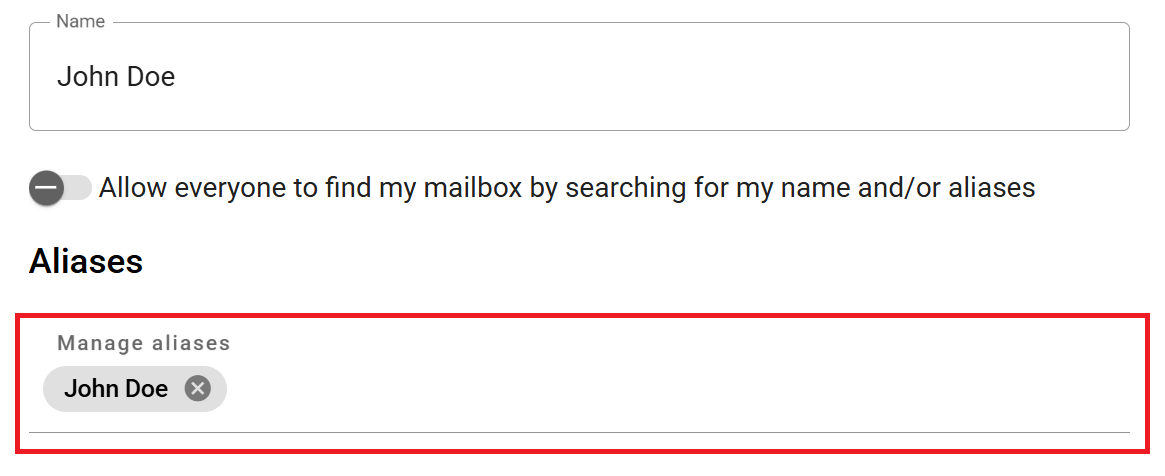 Name
John Doe
Allow everyone to find my mailbox by searching for my name and/or aliases
Aliases
Manage aliases
John Doe